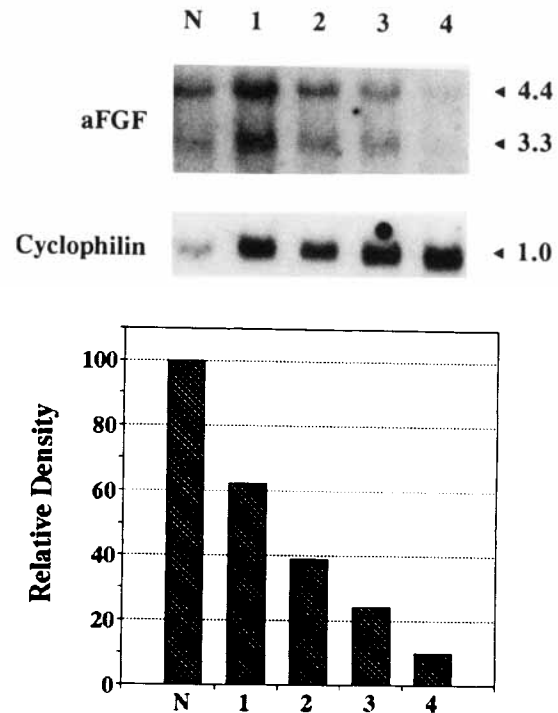 N 1 2 3 4
aFGF
◄ 4.4
◄ 3.3
Cyclophilin
◄ 1.0
Relative Density
100
80
60
40
20
0
N 1 2 3 4